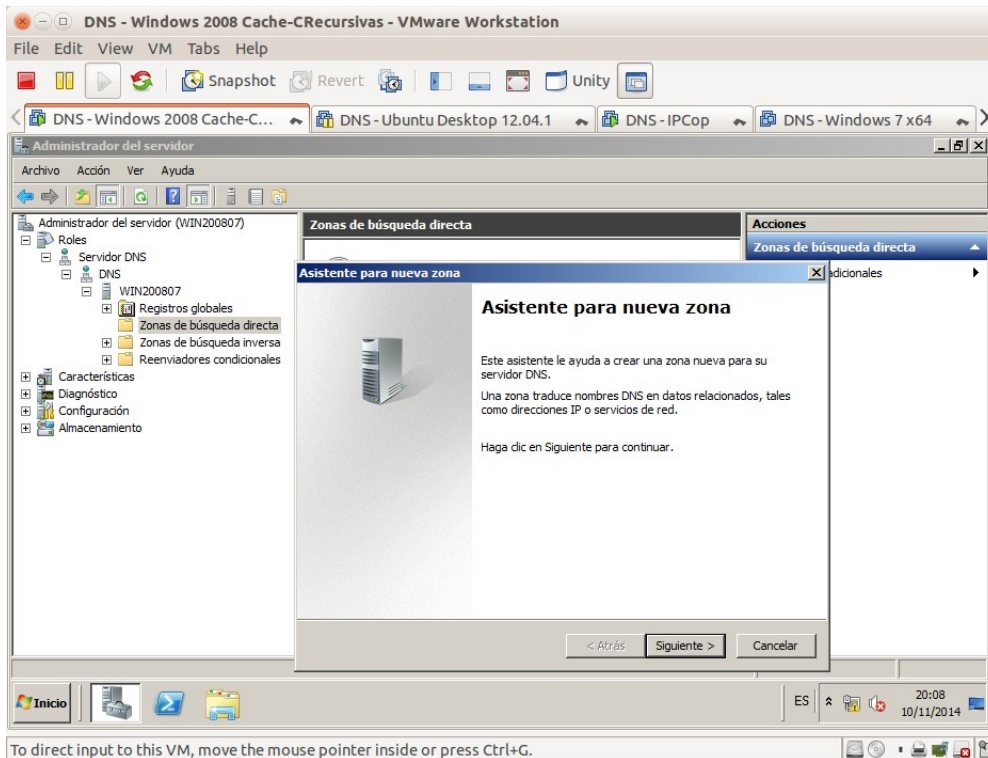 DNS - Windows 2008 Cache-CRecursivas - VMware Workstation
File Edit View VM Tabs Help
Snapshot Revert Unity
DNS - Windows 2008 Cache-C... DNS - Ubuntu Desktop 12.04.1 DNS - IPCop DNS - Windows 7 x64
Administrador del servidor
Archivo Acción Ver Ayuda
Administrador del servidor (WIN200807)
Roles
Servidor DNS
DNS
WIN200807
Registros globales
Zonas de búsqueda directa
Zonas de búsqueda inversa
Reenviadores condicionales
Características
Diagnóstico
Configuración
Almacenamiento
Zonas de búsqueda directa
Acciones
Zonas de búsqueda directa
adicionales
Asistente para nueva zona
Asistente para nueva zona
Este asistente le ayuda a crear una zona nueva para su
servidor DNS.
Una zona traduce nombres DNS en datos relacionados, tales
como direcciones IP o servicios de red.
Haga clic en Siguiente para continuar.
< Atrás Siguiente > Cancelar
Inicio ES 20:08
10/11/2014
To direct input to this VM, move the mouse pointer inside or press Ctrl+G.